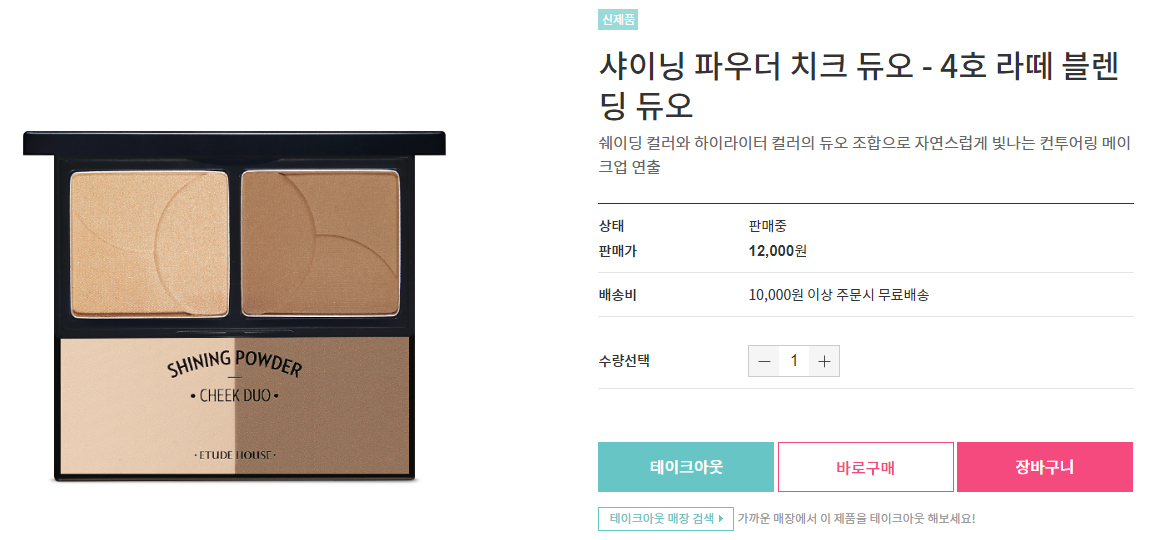 신제품
샤이닝 파우더 치크 듀오 - 4호 라떼 블렌
딩 듀오
쉐이딩 컬러와 하이라이터 컬러의 듀오 조합으로 자연스럽게 빛나는 컨투어링 메이
크업 연출
상태 판매중
판매가 12,000원
배송비 10,000원 이상 주문시 무료배송
수량선택 — 1 +
테이크아웃 바로구매 장바구니
테이크아웃 매장 검색 가까운 매장에서 이 제품을 테이크아웃 해보세요!
SHINING POWDER
• CHEEK DUO •
· ETUDE HOUSE ·